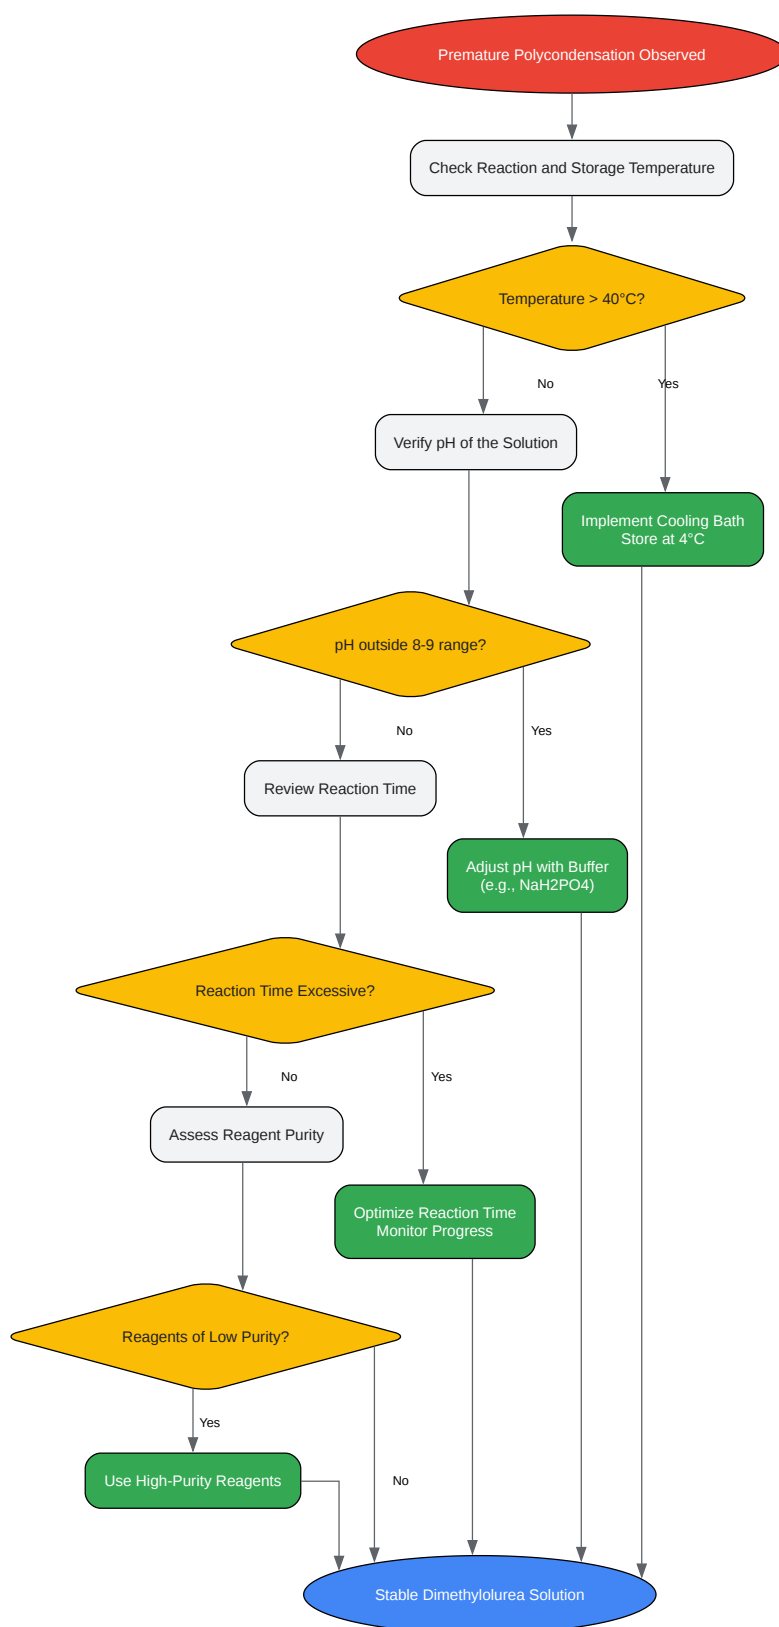 Premature Polycondensation Observed
Check Reaction and Storage Temperature
Temperature > 40°C?
No
Yes
Verify pH of the Solution
Implement Cooling Bath
Store at 4°C
pH outside 8-9 range?
No
Yes
Review Reaction Time
Adjust pH with Buffer
(e.g., NaH2PO4)
Reaction Time Excessive?
No
Yes
Assess Reagent Purity
Optimize Reaction Time
Monitor Progress
Reagents of Low Purity?
Yes
Use High-Purity Reagents
No
Stable Dimethylolurea Solution